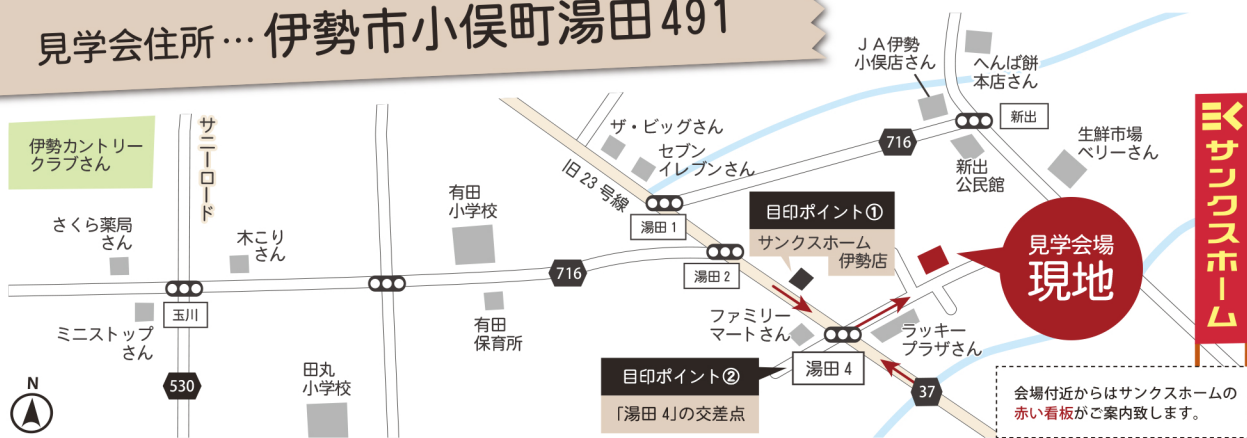 見学会住所…伊勢市小俣町湯田491
伊勢カントリー
クラブさん
サニーロード
さくら薬局
さん
木こり
さん
玉川
ミニストップ
さん
530
N
有田
小学校
716
有田
保育所
田丸
小学校
旧23号線
ザ・ビッグさん
セブン
イレブンさん
湯田1
湯田2
716
JA伊勢
小俣店さん
へんば餅
本店さん
新出
新出
公民館
生鮮市場
ベリーさん
目印ポイント①
サンクスホーム
伊勢店
ファミリー
マートさん
湯田4
ラッキー
プラザさん
目印ポイント②
「湯田4」の交差点
37
見学会場
現地
サンクスホーム
会場付近からはサンクスホームの
赤い看板がご案内致します。